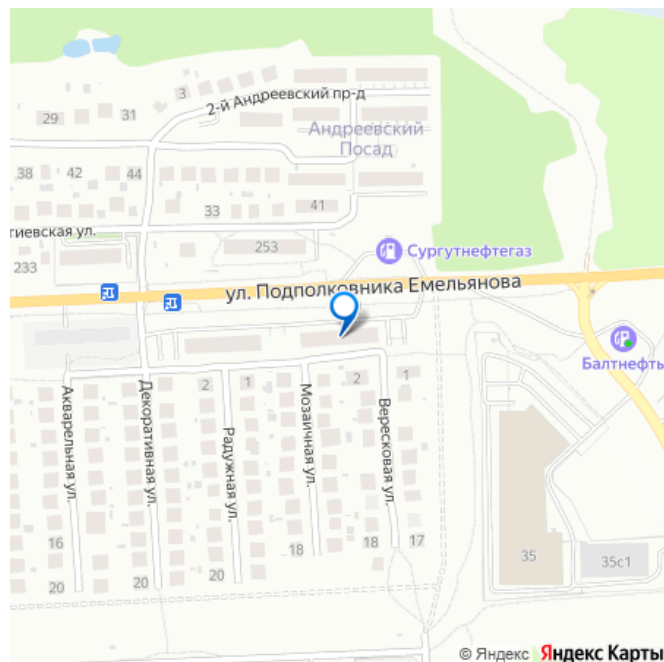 3
2-й Андреевский пр-д
29
31
Андреевский
Посад
38
42
44
33
41
гиевская ул.
233
253
Сургутнефтегаз
ул. Подполковника Емельянова
Балтнефть
2
1
2
1
Акварельная ул.
Декоративная ул.
Радужная ул.
Мозаичная ул.
Вересковая ул.
16
18
18
17
20
20
20
35
35с1
© Яндекс Яндекс Карты